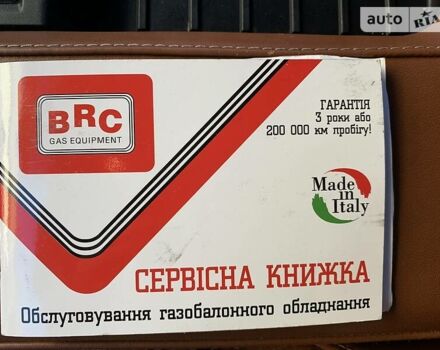 auto RIA
BRC
GAS EQUIPMENT
ГАРАНТІЯ
3 роки або
200 000 км пробігу!
Made
in
Italy
СЕРВІСНА КНИЖКА
Обслуговування газобалонного обладнання